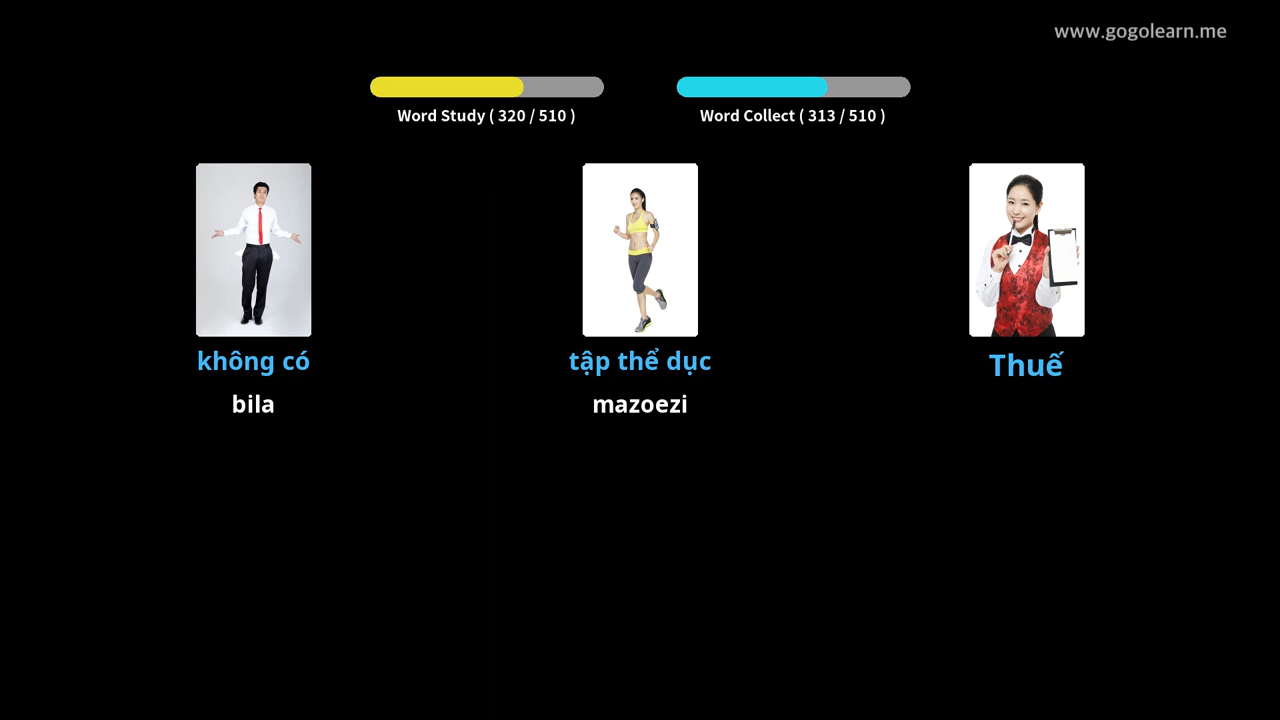 www.gogolearn.me
Word Study ( 320 / 510 )
Word Collect ( 313 / 510 )
không có
tập thể dục
Thuế
bila
mazoezi